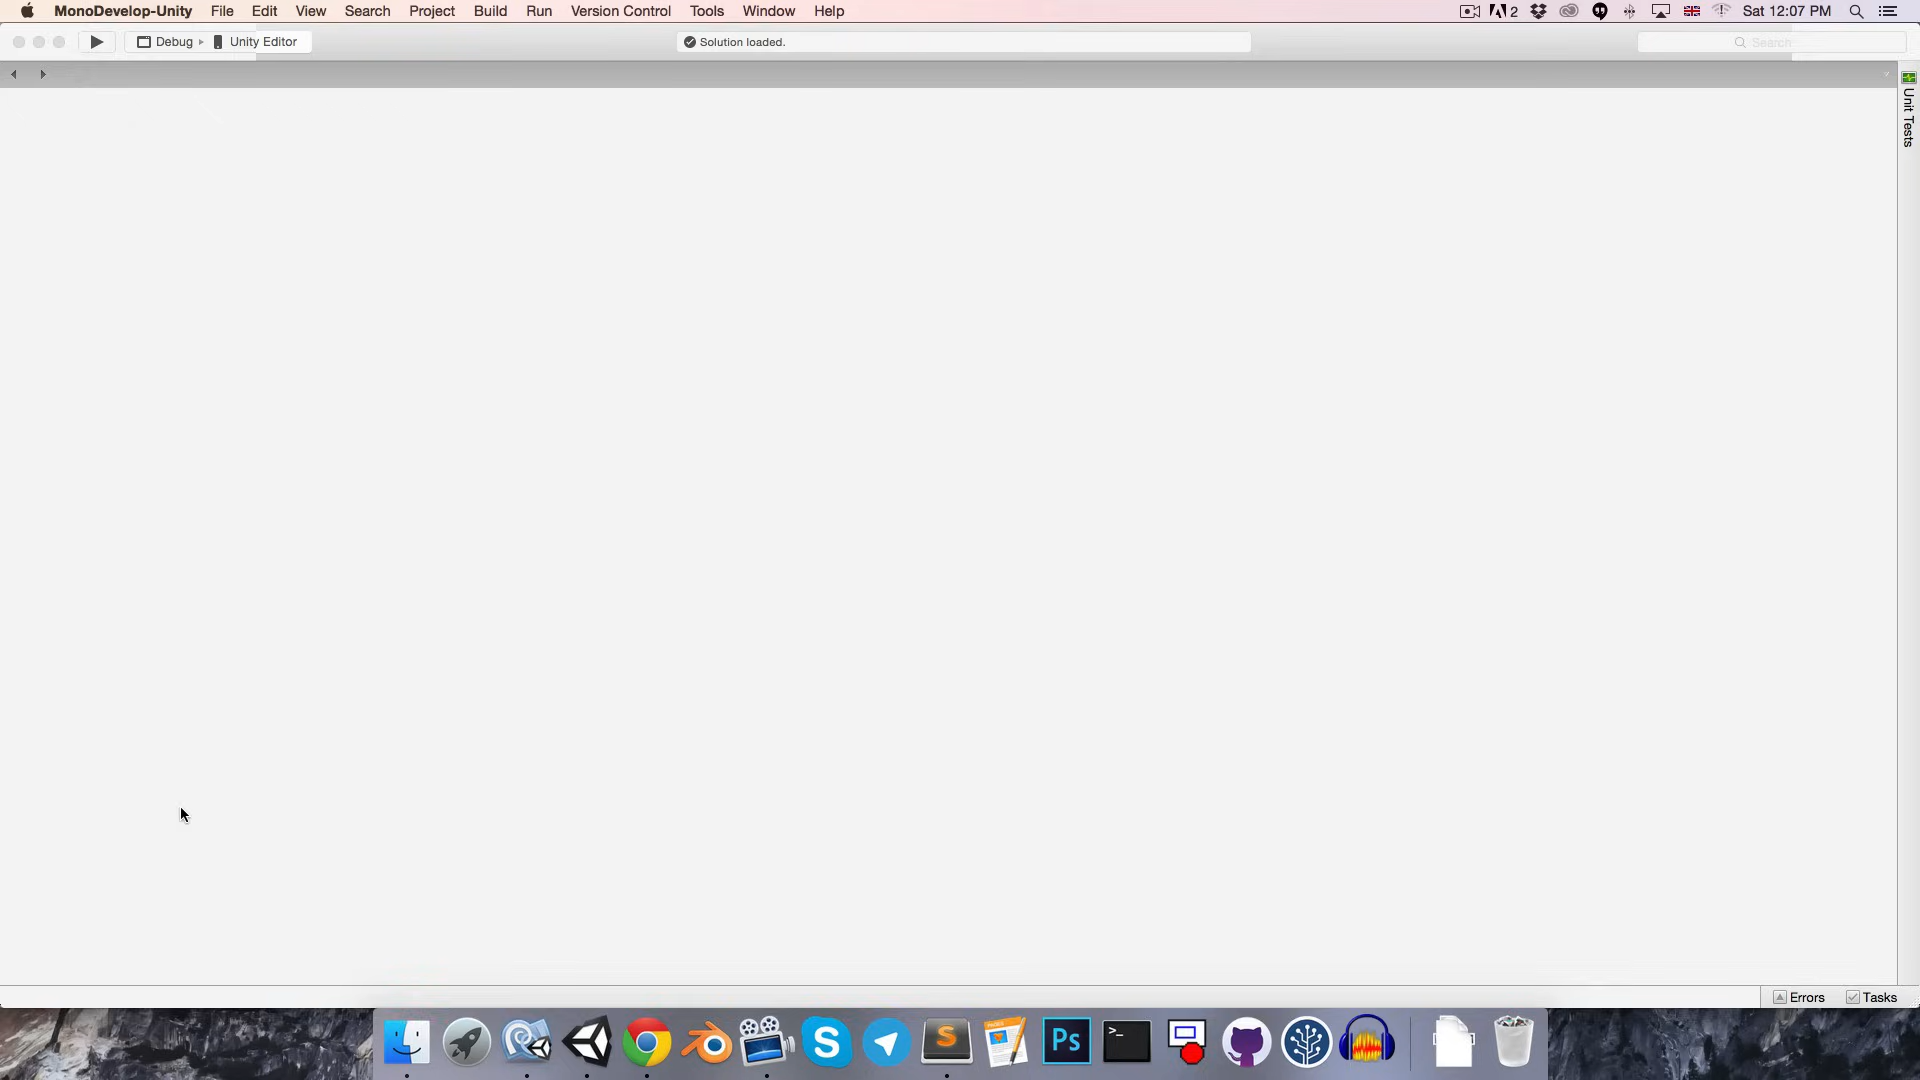 MonoDevelop-Unity File Edit View Search Project Build Run Version Control Tools Window Help 2 Sat 12:07 PM
Debug Unity Editor Solution loaded. Search
Unit Tests
Errors Tasks
S S Ps >_